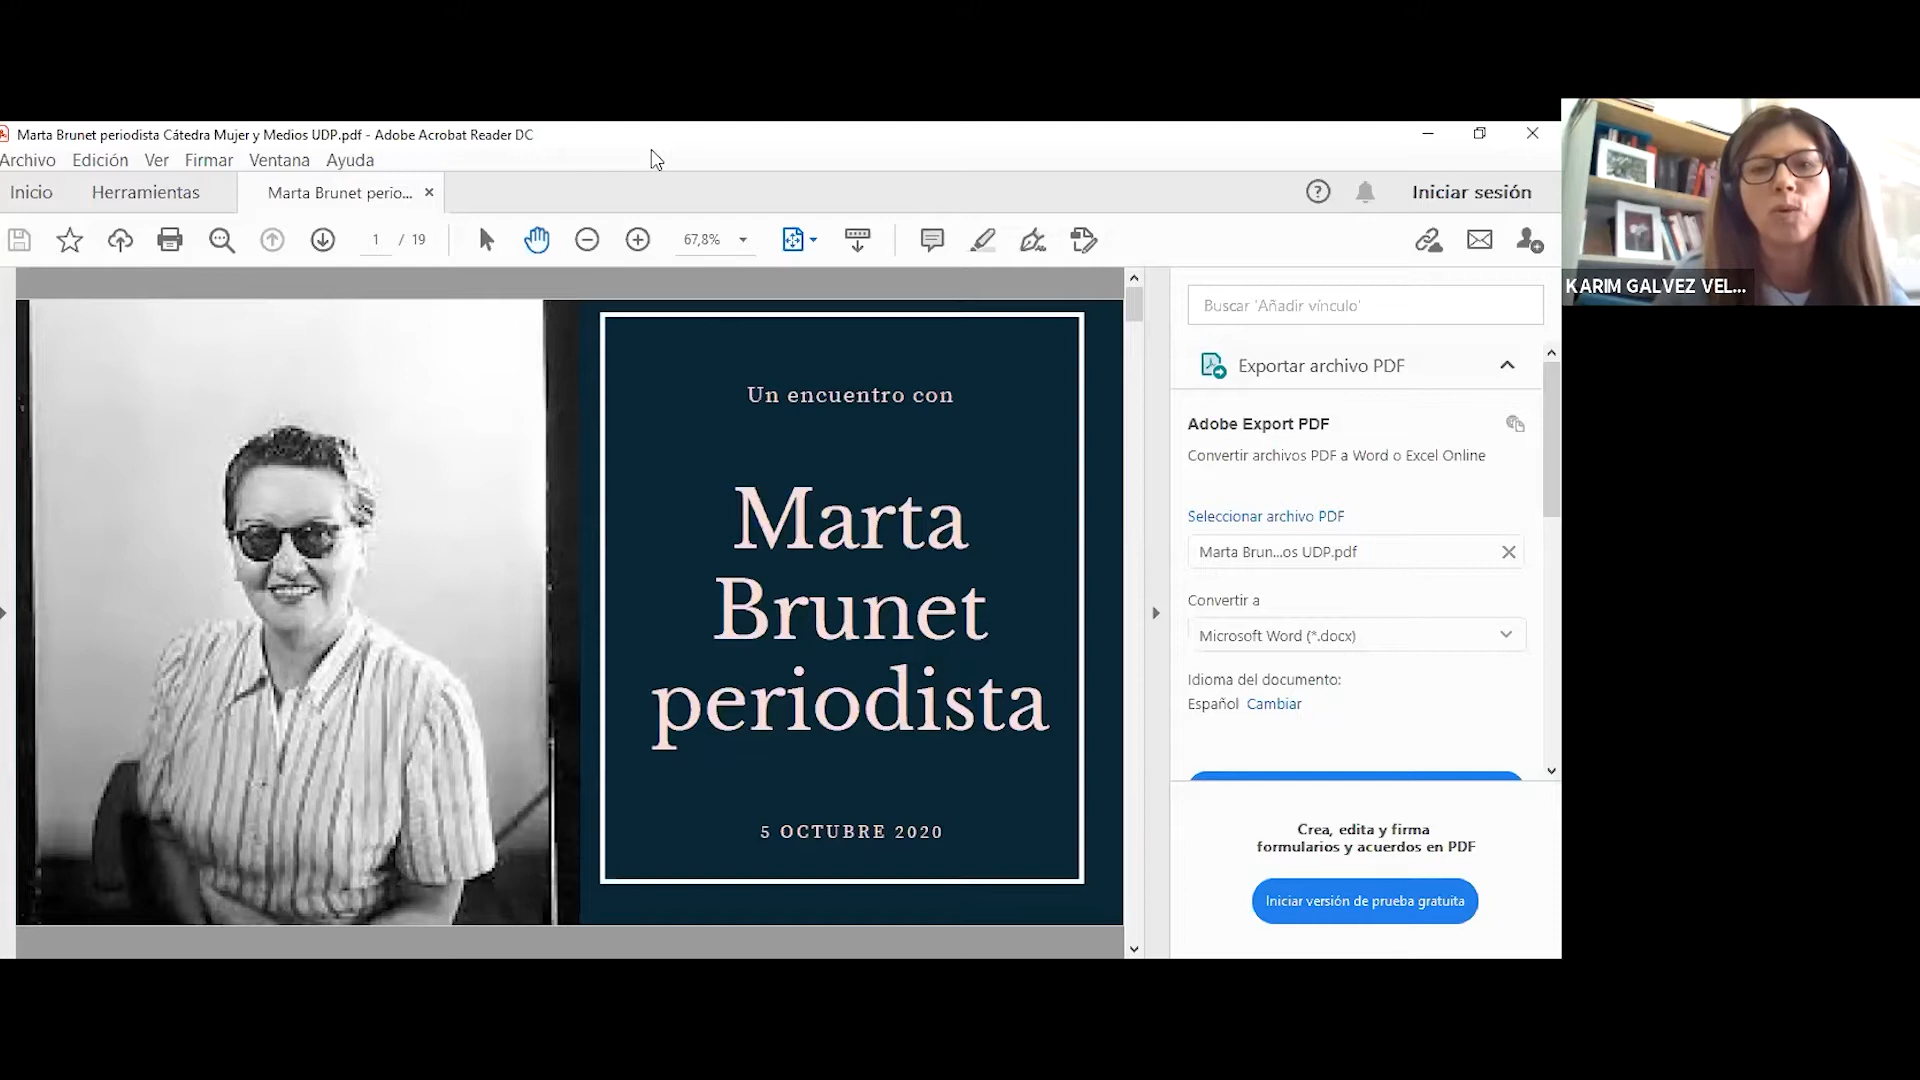 Marta Brunet periodista Cátedra Mujer y Medios UDP.pdf - Adobe Acrobat Reader DC
Archivo Edición Ver Firmar Ventana Ayuda
Inicio Herramientas Marta Brunet perio... Iniciar sesión
1 / 19 67,8%
KARIM GALVEZ VEL...
Un encuentro con
Marta
Brunet
periodista
5 OCTUBRE 2020
Buscar 'Añadir vínculo'
Exportar archivo PDF
Adobe Export PDF
Convertir archivos PDF a Word o Excel Online
Seleccionar archivo PDF
Marta Brun...os UDP.pdf
Convertir a
Microsoft Word (*.docx)
Idioma del documento:
Español Cambiar
Crea, edita y firma
formularios y acuerdos en PDF
Iniciar versión de prueba gratuita